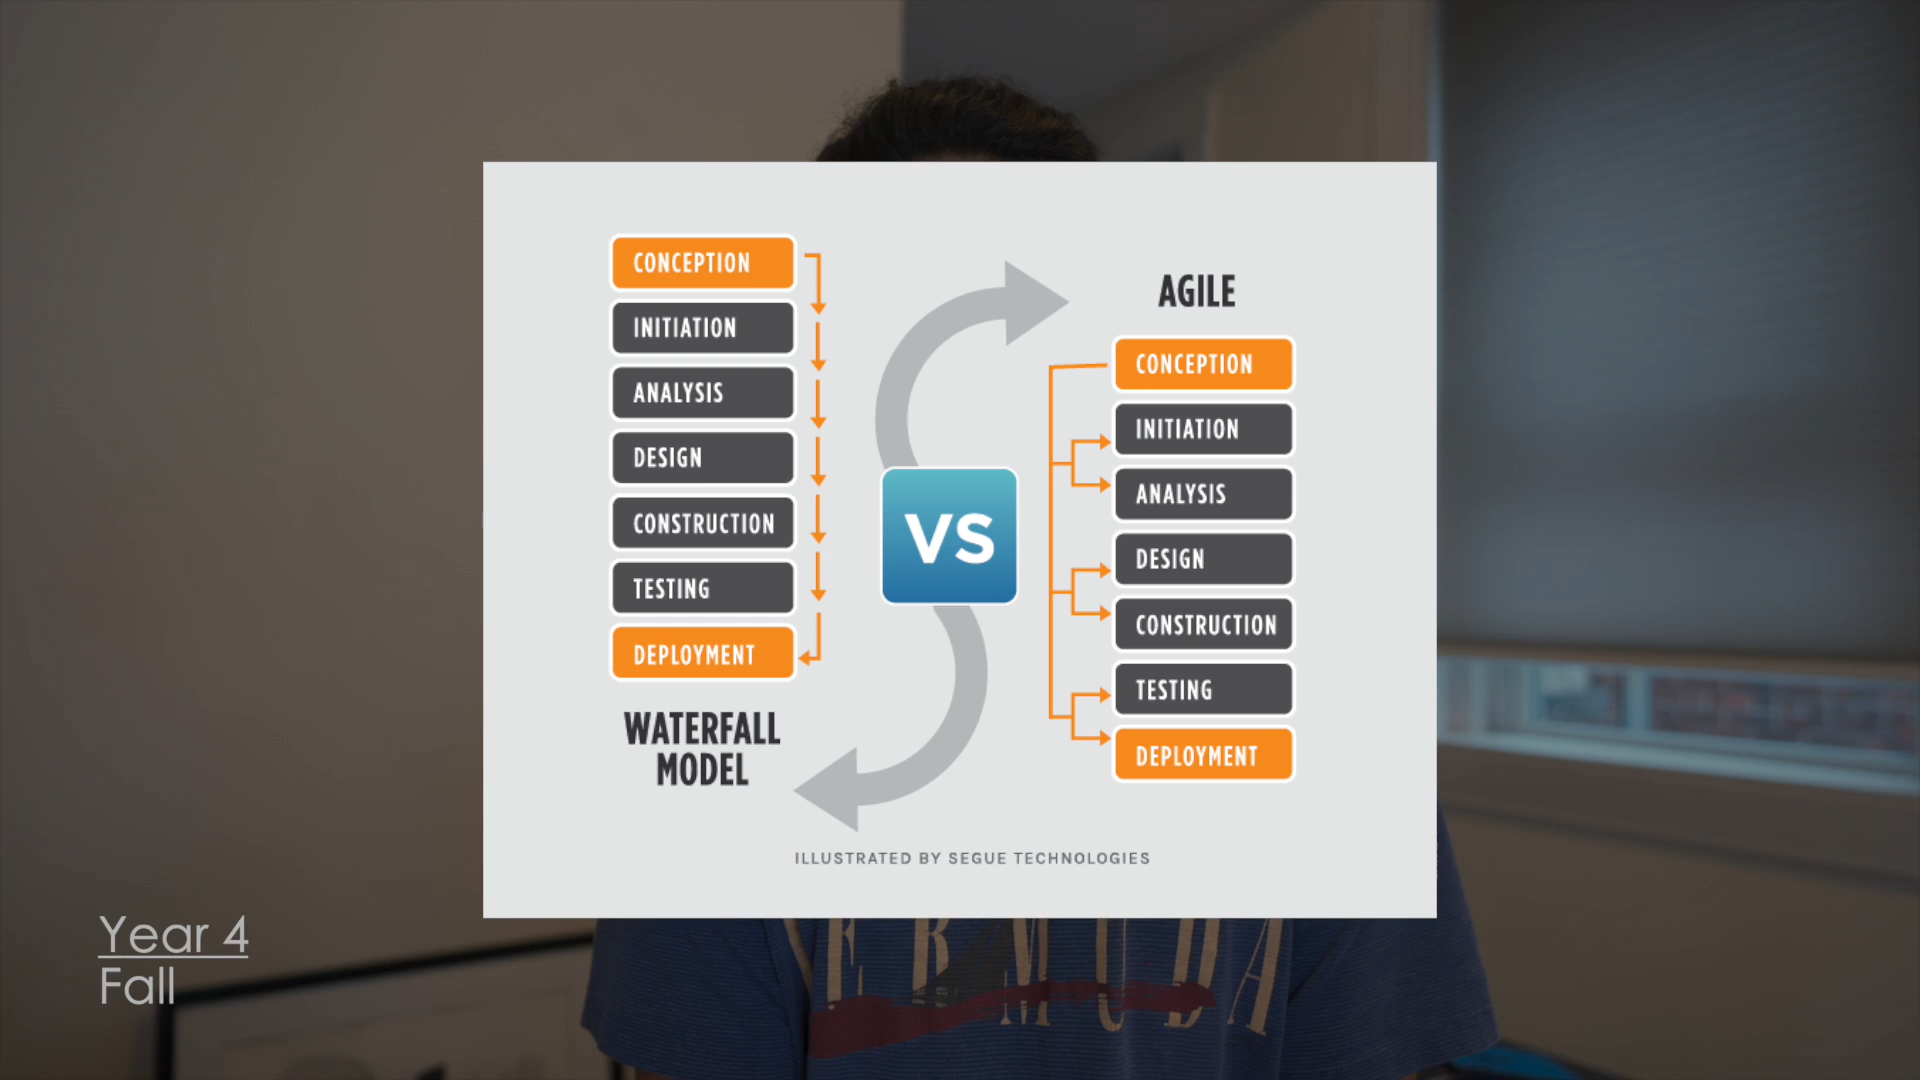 CONCEPTION
INITIATION
ANALYSIS
DESIGN
CONSTRUCTION
TESTING
DEPLOYMENT
WATERFALL
MODEL
VS
AGILE
CONCEPTION
INITIATION
ANALYSIS
DESIGN
CONSTRUCTION
TESTING
DEPLOYMENT
ILLUSTRATED BY SEGUE TECHNOLOGIES
Year 4
Fall
ERMUDA